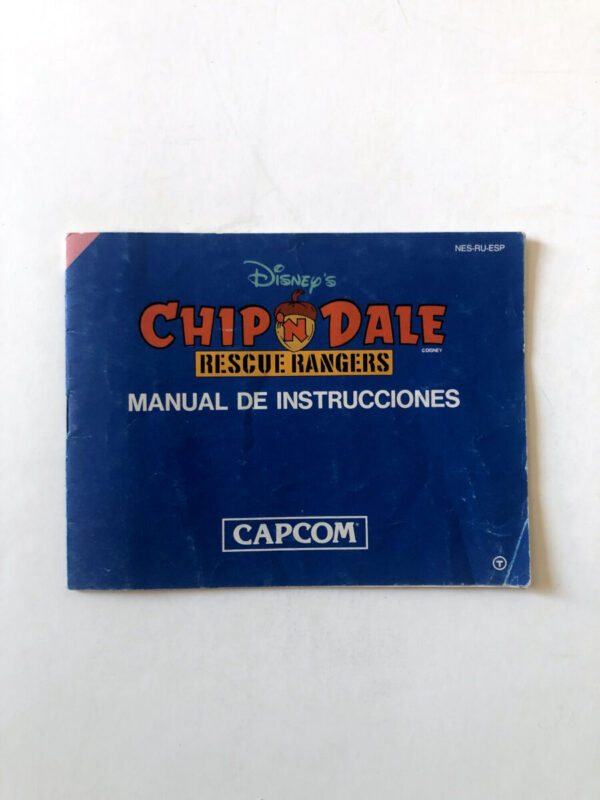 NES-RU-ESP
Disney's
CHIP 'N DALE
©DISNEY
RESCUE RANGERS
MANUAL DE INSTRUCCIONES
CAPCOM®
T